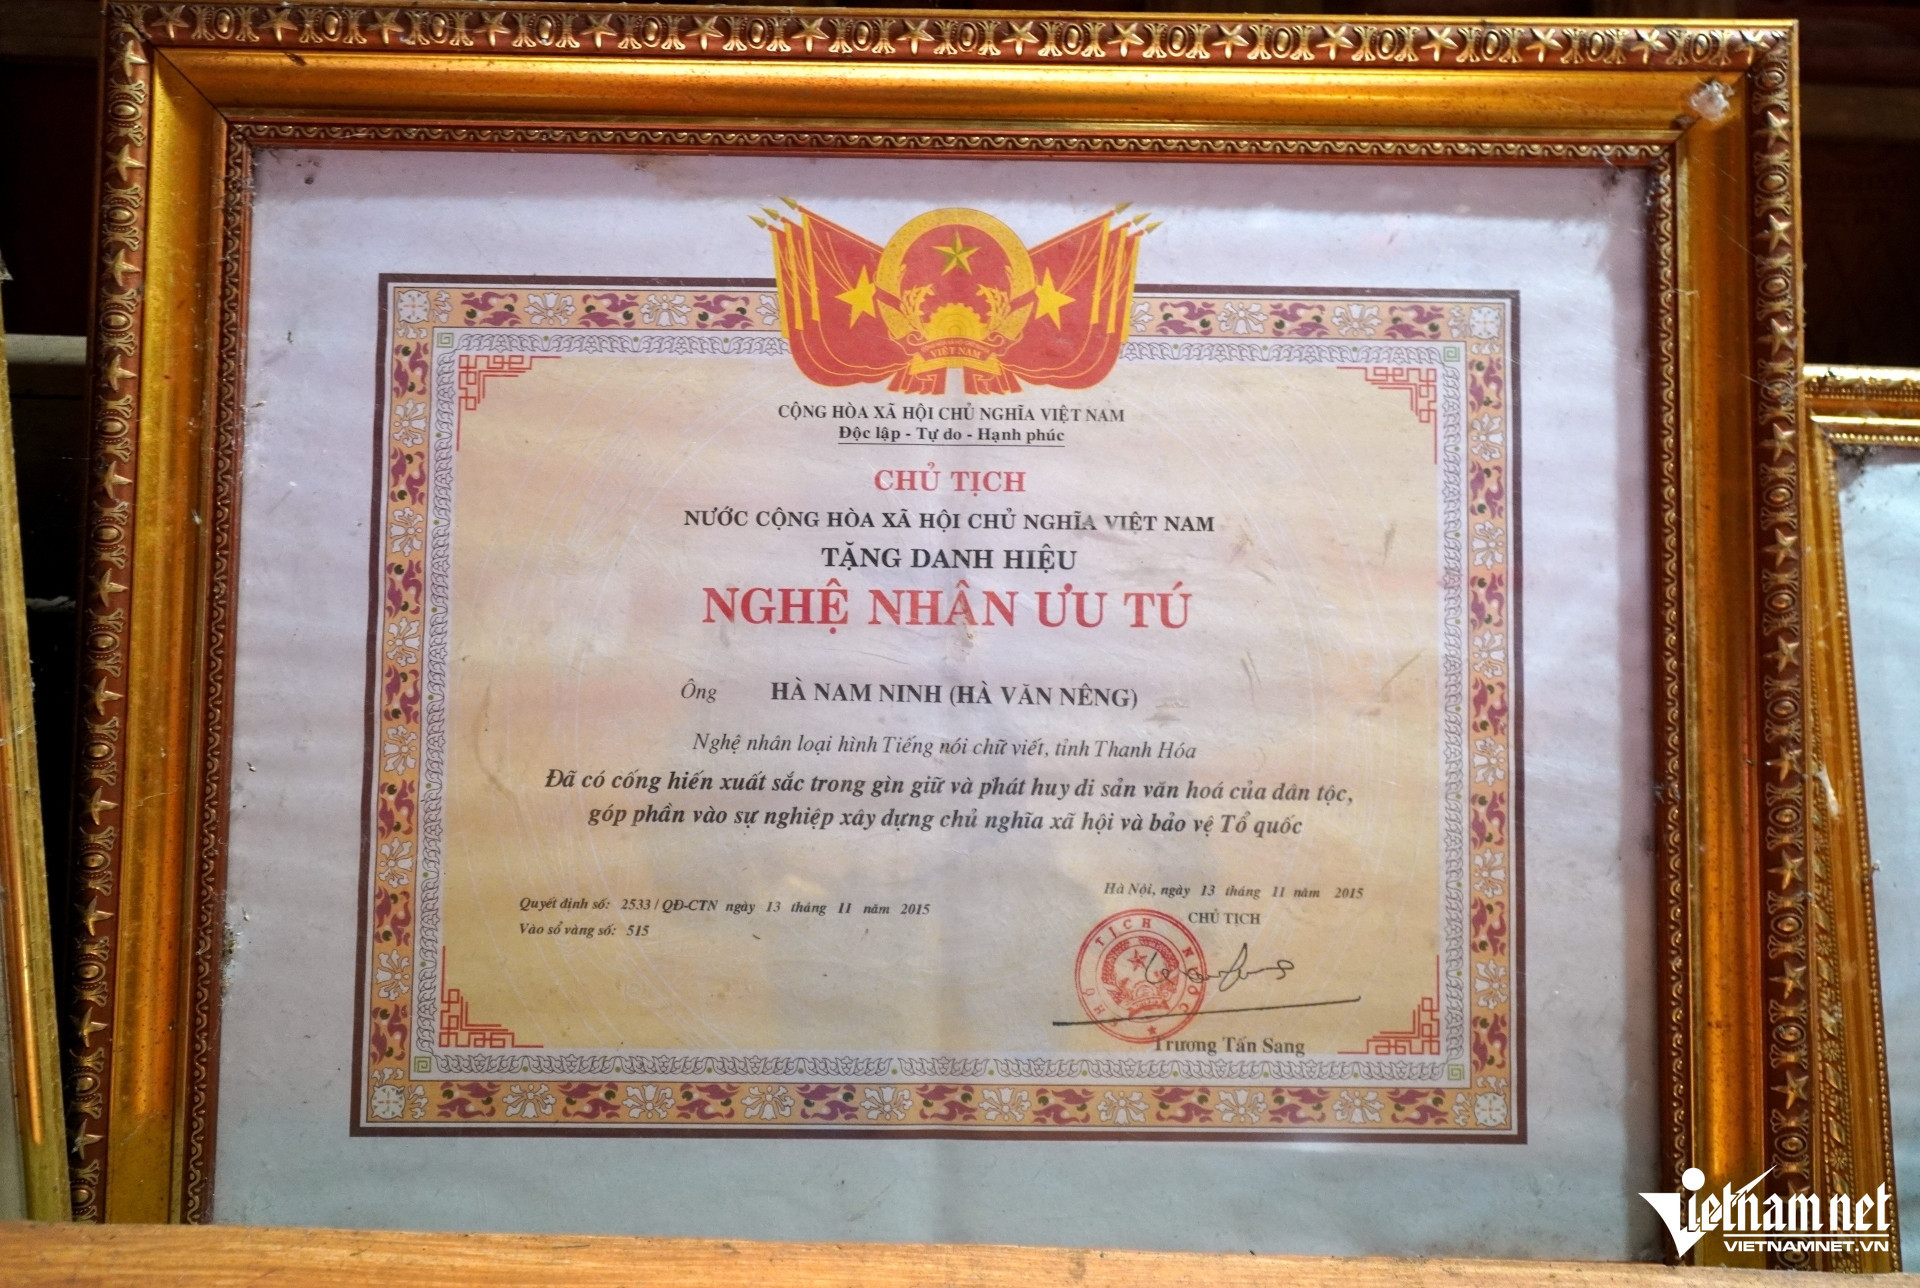 VIỆT NAM
CỘNG HÒA XÃ HỘI CHỦ NGHĨA VIỆT NAM
Độc lập - Tự do - Hạnh phúc
CHỦ TỊCH
NƯỚC CỘNG HÒA XÃ HỘI CHỦ NGHĨA VIỆT NAM
TẶNG DANH HIỆU
NGHỆ NHÂN ƯU TÚ
Ông HÀ NAM NINH (HÀ VĂN NÊNG)
Nghệ nhân loại hình Tiếng nói chữ viết, tỉnh Thanh Hóa
Đã có cống hiến xuất sắc trong gìn giữ và phát huy di sản văn hoá của dân tộc,
góp phần vào sự nghiệp xây dựng chủ nghĩa xã hội và bảo vệ Tổ quốc
Quyết định số: 2533 / QĐ-CTN ngày 13 tháng 11 năm 2015
Vào sổ vàng số: 515
Hà Nội, ngày 13 tháng 11 năm 2015
CHỦ TỊCH
CHỦ TỊCH NƯỚC
Trương Tấn Sang
Vietnamnet
VIETNAMNET.VN